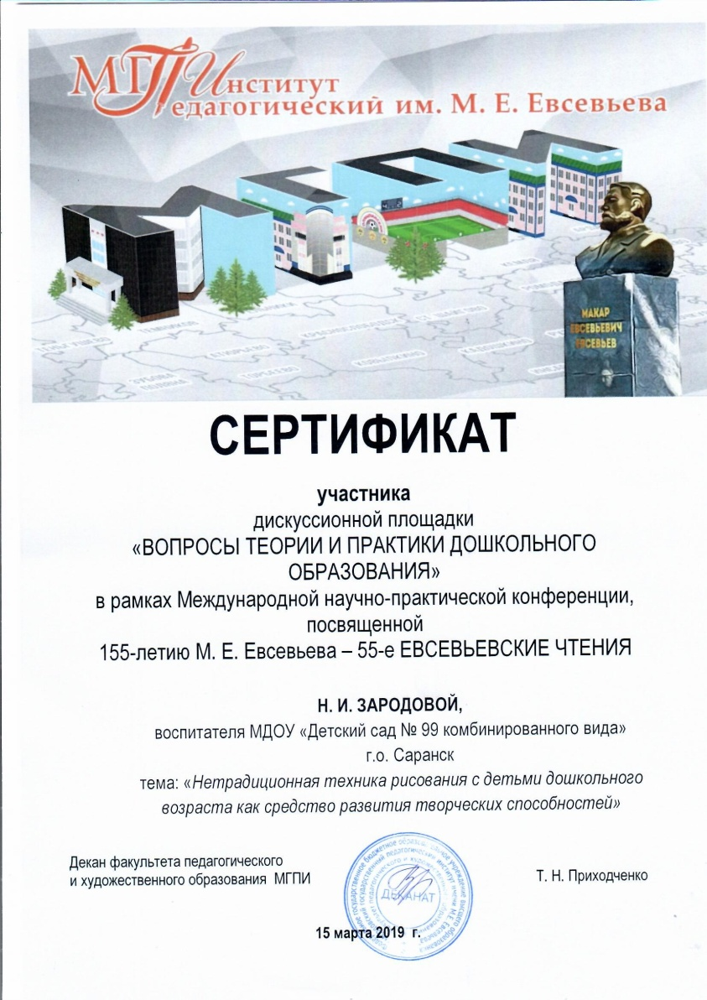 МГПИнститут
Педагогический им. М. Е. Евсевьева
МАКАР
ЕВСЕВЬЕВИЧ
ЕВСЕВЬЕВ
СЕРТИФИКАТ
участника
дискуссионной площадки
«ВОПРОСЫ ТЕОРИИ И ПРАКТИКИ ДОШКОЛЬНОГО
ОБРАЗОВАНИЯ»
в рамках Международной научно-практической конференции,
посвященной
155-летию М. Е. Евсевьева – 55-е ЕВСЕВЬЕВСКИЕ ЧТЕНИЯ
Н. И. ЗАРОДОВОЙ,
воспитателя МДОУ «Детский сад № 99 комбинированного вида»
г.о. Саранск
тема: «Нетрадиционная техника рисования с детьми дошкольного
возраста как средство развития творческих способностей»
Декан факультета педагогического
и художественного образования МГПИ
Т. Н. Приходченко
ДЕКАНАТ
15 марта 2019 г.